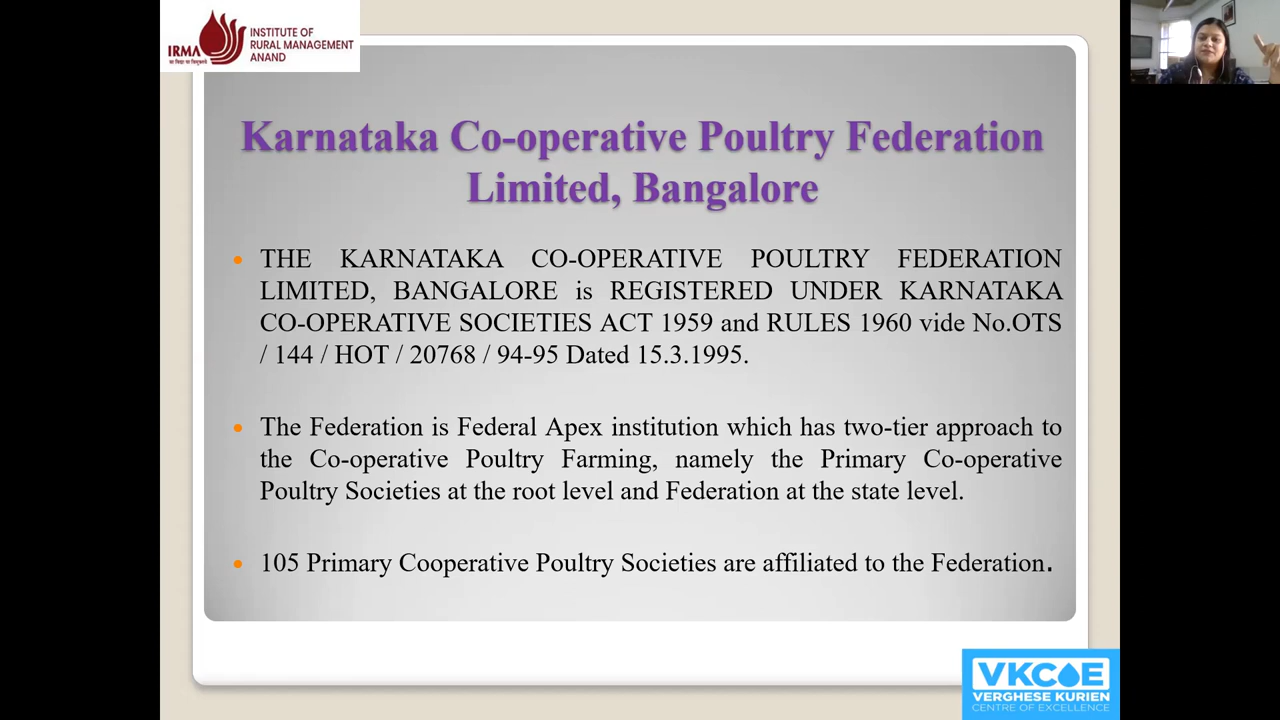 IRMA
INSTITUTE OF
RURAL MANAGEMENT
ANAND
Karnataka Co-operative Poultry Federation
Limited, Bangalore
THE KARNATAKA CO-OPERATIVE POULTRY FEDERATION
LIMITED, BANGALORE is REGISTERED UNDER KARNATAKA
CO-OPERATIVE SOCIETIES ACT 1959 and RULES 1960 vide No.OTS
/ 144 / HOT / 20768 / 94-95 Dated 15.3.1995.
The Federation is Federal Apex institution which has two-tier approach to
the Co-operative Poultry Farming, namely the Primary Co-operative
Poultry Societies at the root level and Federation at the state level.
105 Primary Cooperative Poultry Societies are affiliated to the Federation.
VKCOE
VERGHESE KURIEN
CENTRE OF EXCELLENCE